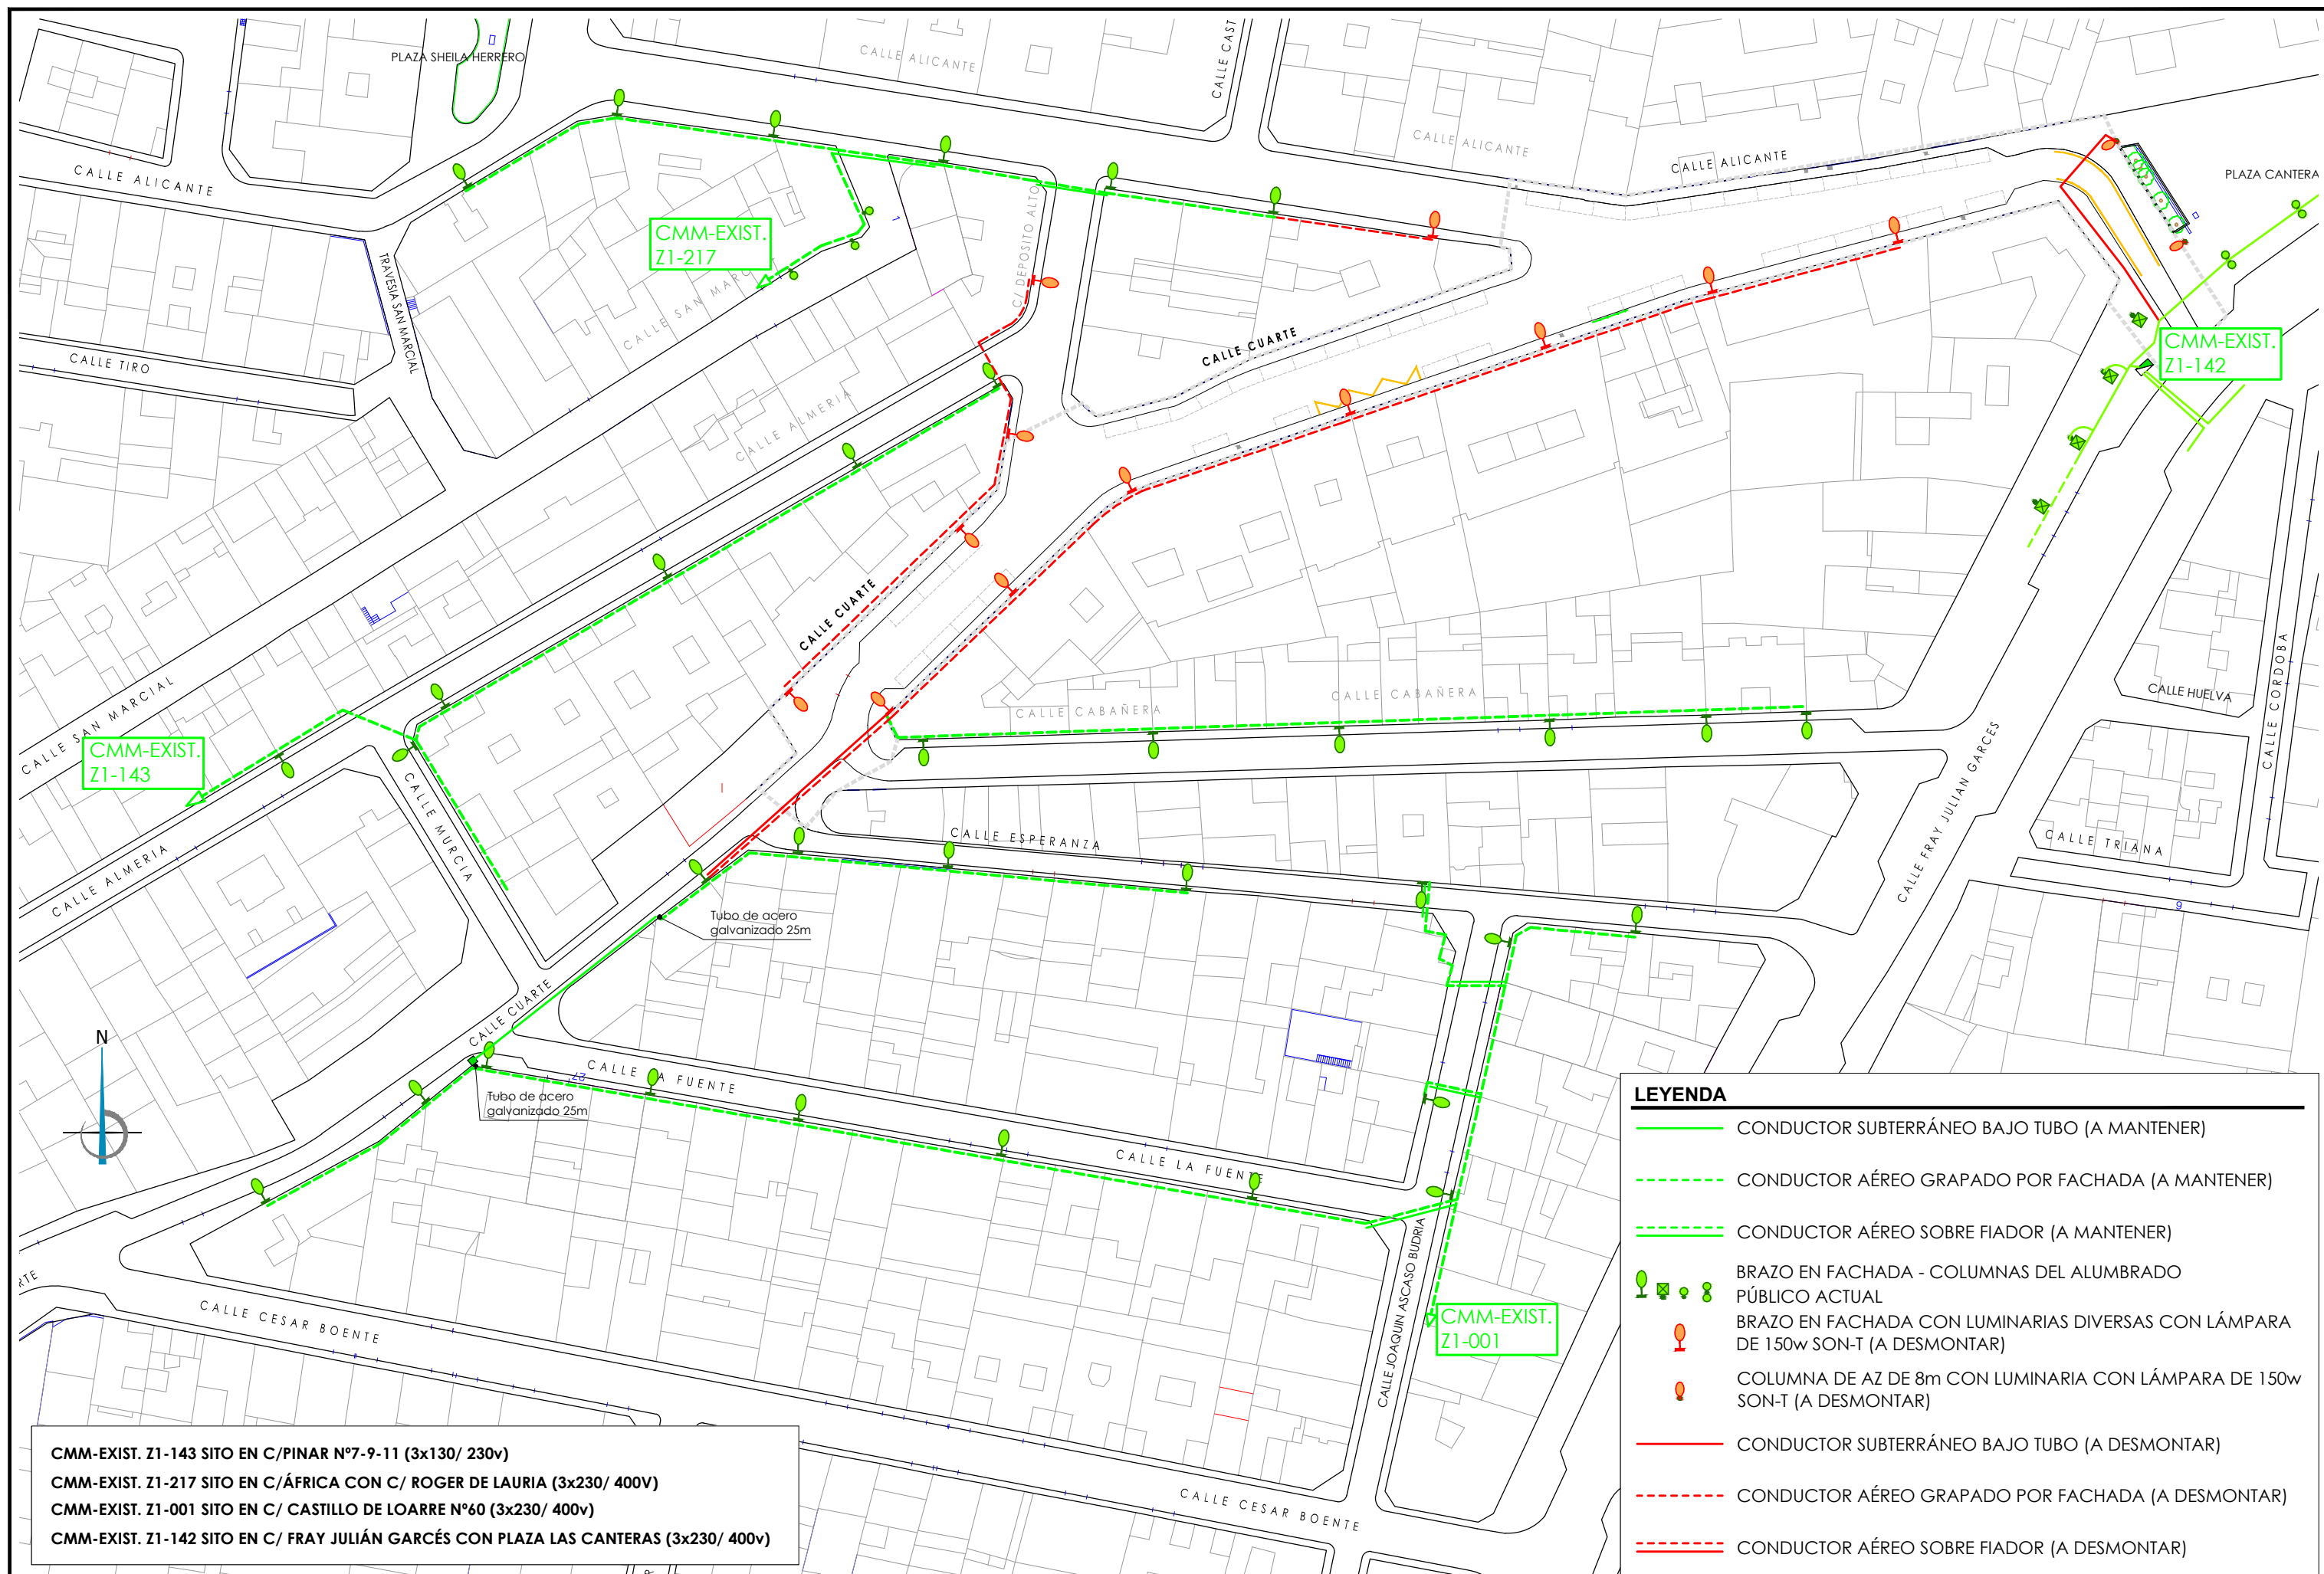 PLAZA SHEILA HERRERO
CALLE ALICANTE
CALLE CAST
CALLE ALICANTE
CALLE ALICANTE
PLAZA CANTERA
CALLE ALICANTE
TRAVESIA SAN MARCIAL
CMM-EXIST.
Z1-217
C/ DEPOSITO ALTO
CALLE SAN MARC
CALLE CUARTE
CMM-EXIST.
Z1-142
CALLE TIRO
CALLE ALMERIA
CALLE CUARTE
CALLE CORDOBA
CALLE HUELVA
CALLE SAN MARCIAL
CALLE CABAÑERA
CALLE CABAÑERA
CMM-EXIST.
Z1-143
CALLE MURCIA
CALLE FRAY JULIAN GARCES
CALLE ESPERANZA
CALLE TRIANA
CALLE ALMERIA
Tubo de acero
galvanizado 25m
9
CALLE CUARTE
N
CALLE LA FUENTE
27
Tubo de acero
galvanizado 25m
CALLE LA FUENTE
CALLE JOAQUIN ASCASO BUDRIA
RTE
CALLE CESAR BOENTE
CMM-EXIST.
Z1-001
CALLE CESAR BOENTE
LEYENDA
CONDUCTOR SUBTERRÁNEO BAJO TUBO (A MANTENER)
CONDUCTOR AÉREO GRAPADO POR FACHADA (A MANTENER)
CONDUCTOR AÉREO SOBRE FIADOR (A MANTENER)
BRAZO EN FACHADA - COLUMNAS DEL ALUMBRADO
PÚBLICO ACTUAL
BRAZO EN FACHADA CON LUMINARIAS DIVERSAS CON LÁMPARA
DE 150w SON-T (A DESMONTAR)
COLUMNA DE AZ DE 8m CON LUMINARIA CON LÁMPARA DE 150w
SON-T (A DESMONTAR)
CONDUCTOR SUBTERRÁNEO BAJO TUBO (A DESMONTAR)
CONDUCTOR AÉREO GRAPADO POR FACHADA (A DESMONTAR)
CONDUCTOR AÉREO SOBRE FIADOR (A DESMONTAR)
CMM-EXIST. Z1-143 SITO EN C/PINAR Nº7-9-11 (3x130/ 230v)
CMM-EXIST. Z1-217 SITO EN C/ÁFRICA CON C/ ROGER DE LAURIA (3x230/ 400V)
CMM-EXIST. Z1-001 SITO EN C/ CASTILLO DE LOARRE Nº60 (3x230/ 400v)
CMM-EXIST. Z1-142 SITO EN C/ FRAY JULIÁN GARCÉS CON PLAZA LAS CANTERAS (3x230/ 400v)